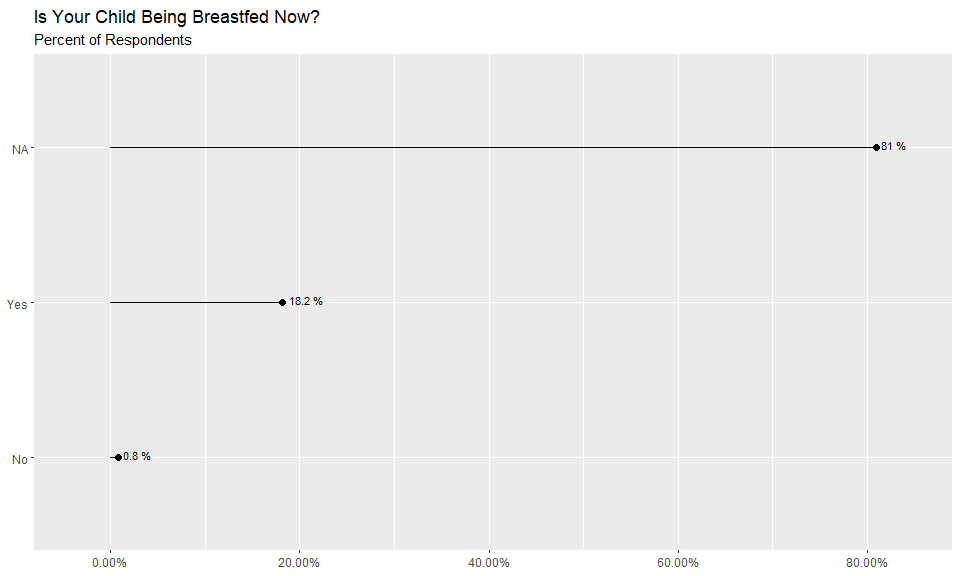 Is Your Child Being Breastfed Now?
Percent of Respondents
NA
81 %
Yes
18.2 %
No
0.8 %
0.00% 20.00% 40.00% 60.00% 80.00%